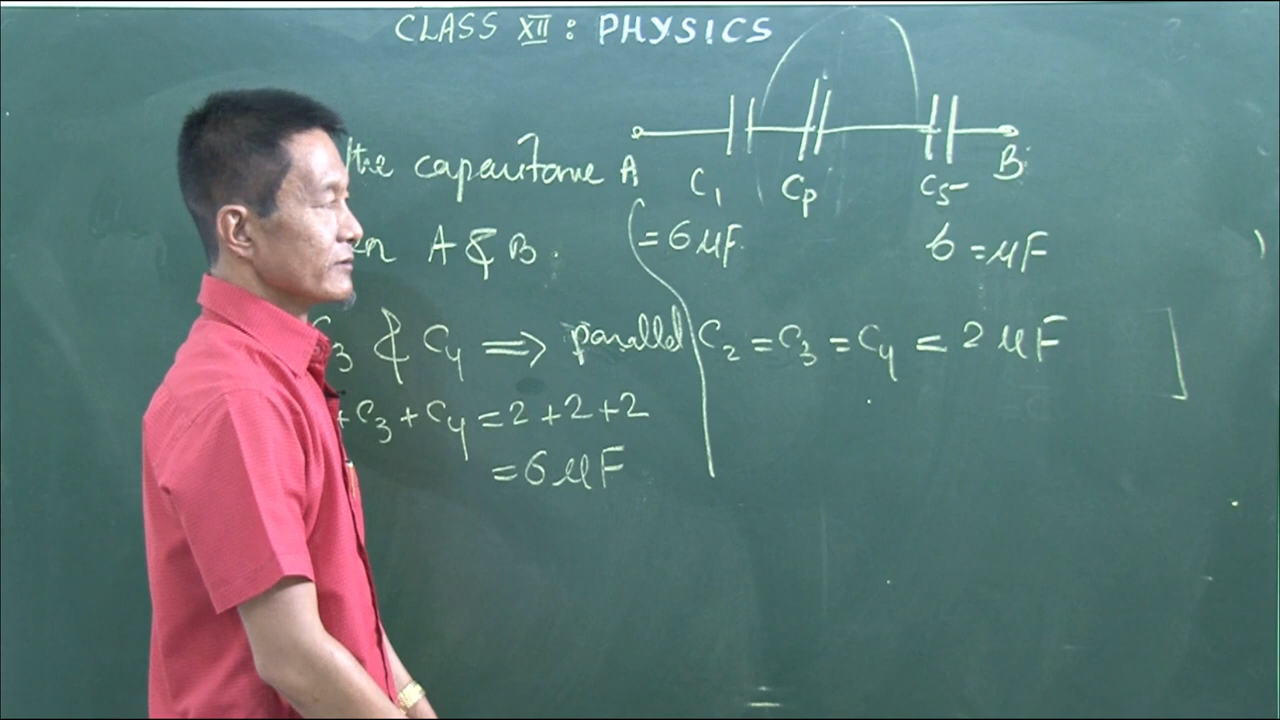 CLASS XII : PHYSICS
the capacitance A
C1 Cp C5 B
A & B.
= 6 μF. 6 = μF
C3 & C4 ⇒ parallel
C2 = C3 = C4 = 2 μF
+ C3 + C4 = 2 + 2 + 2
= 6 μF